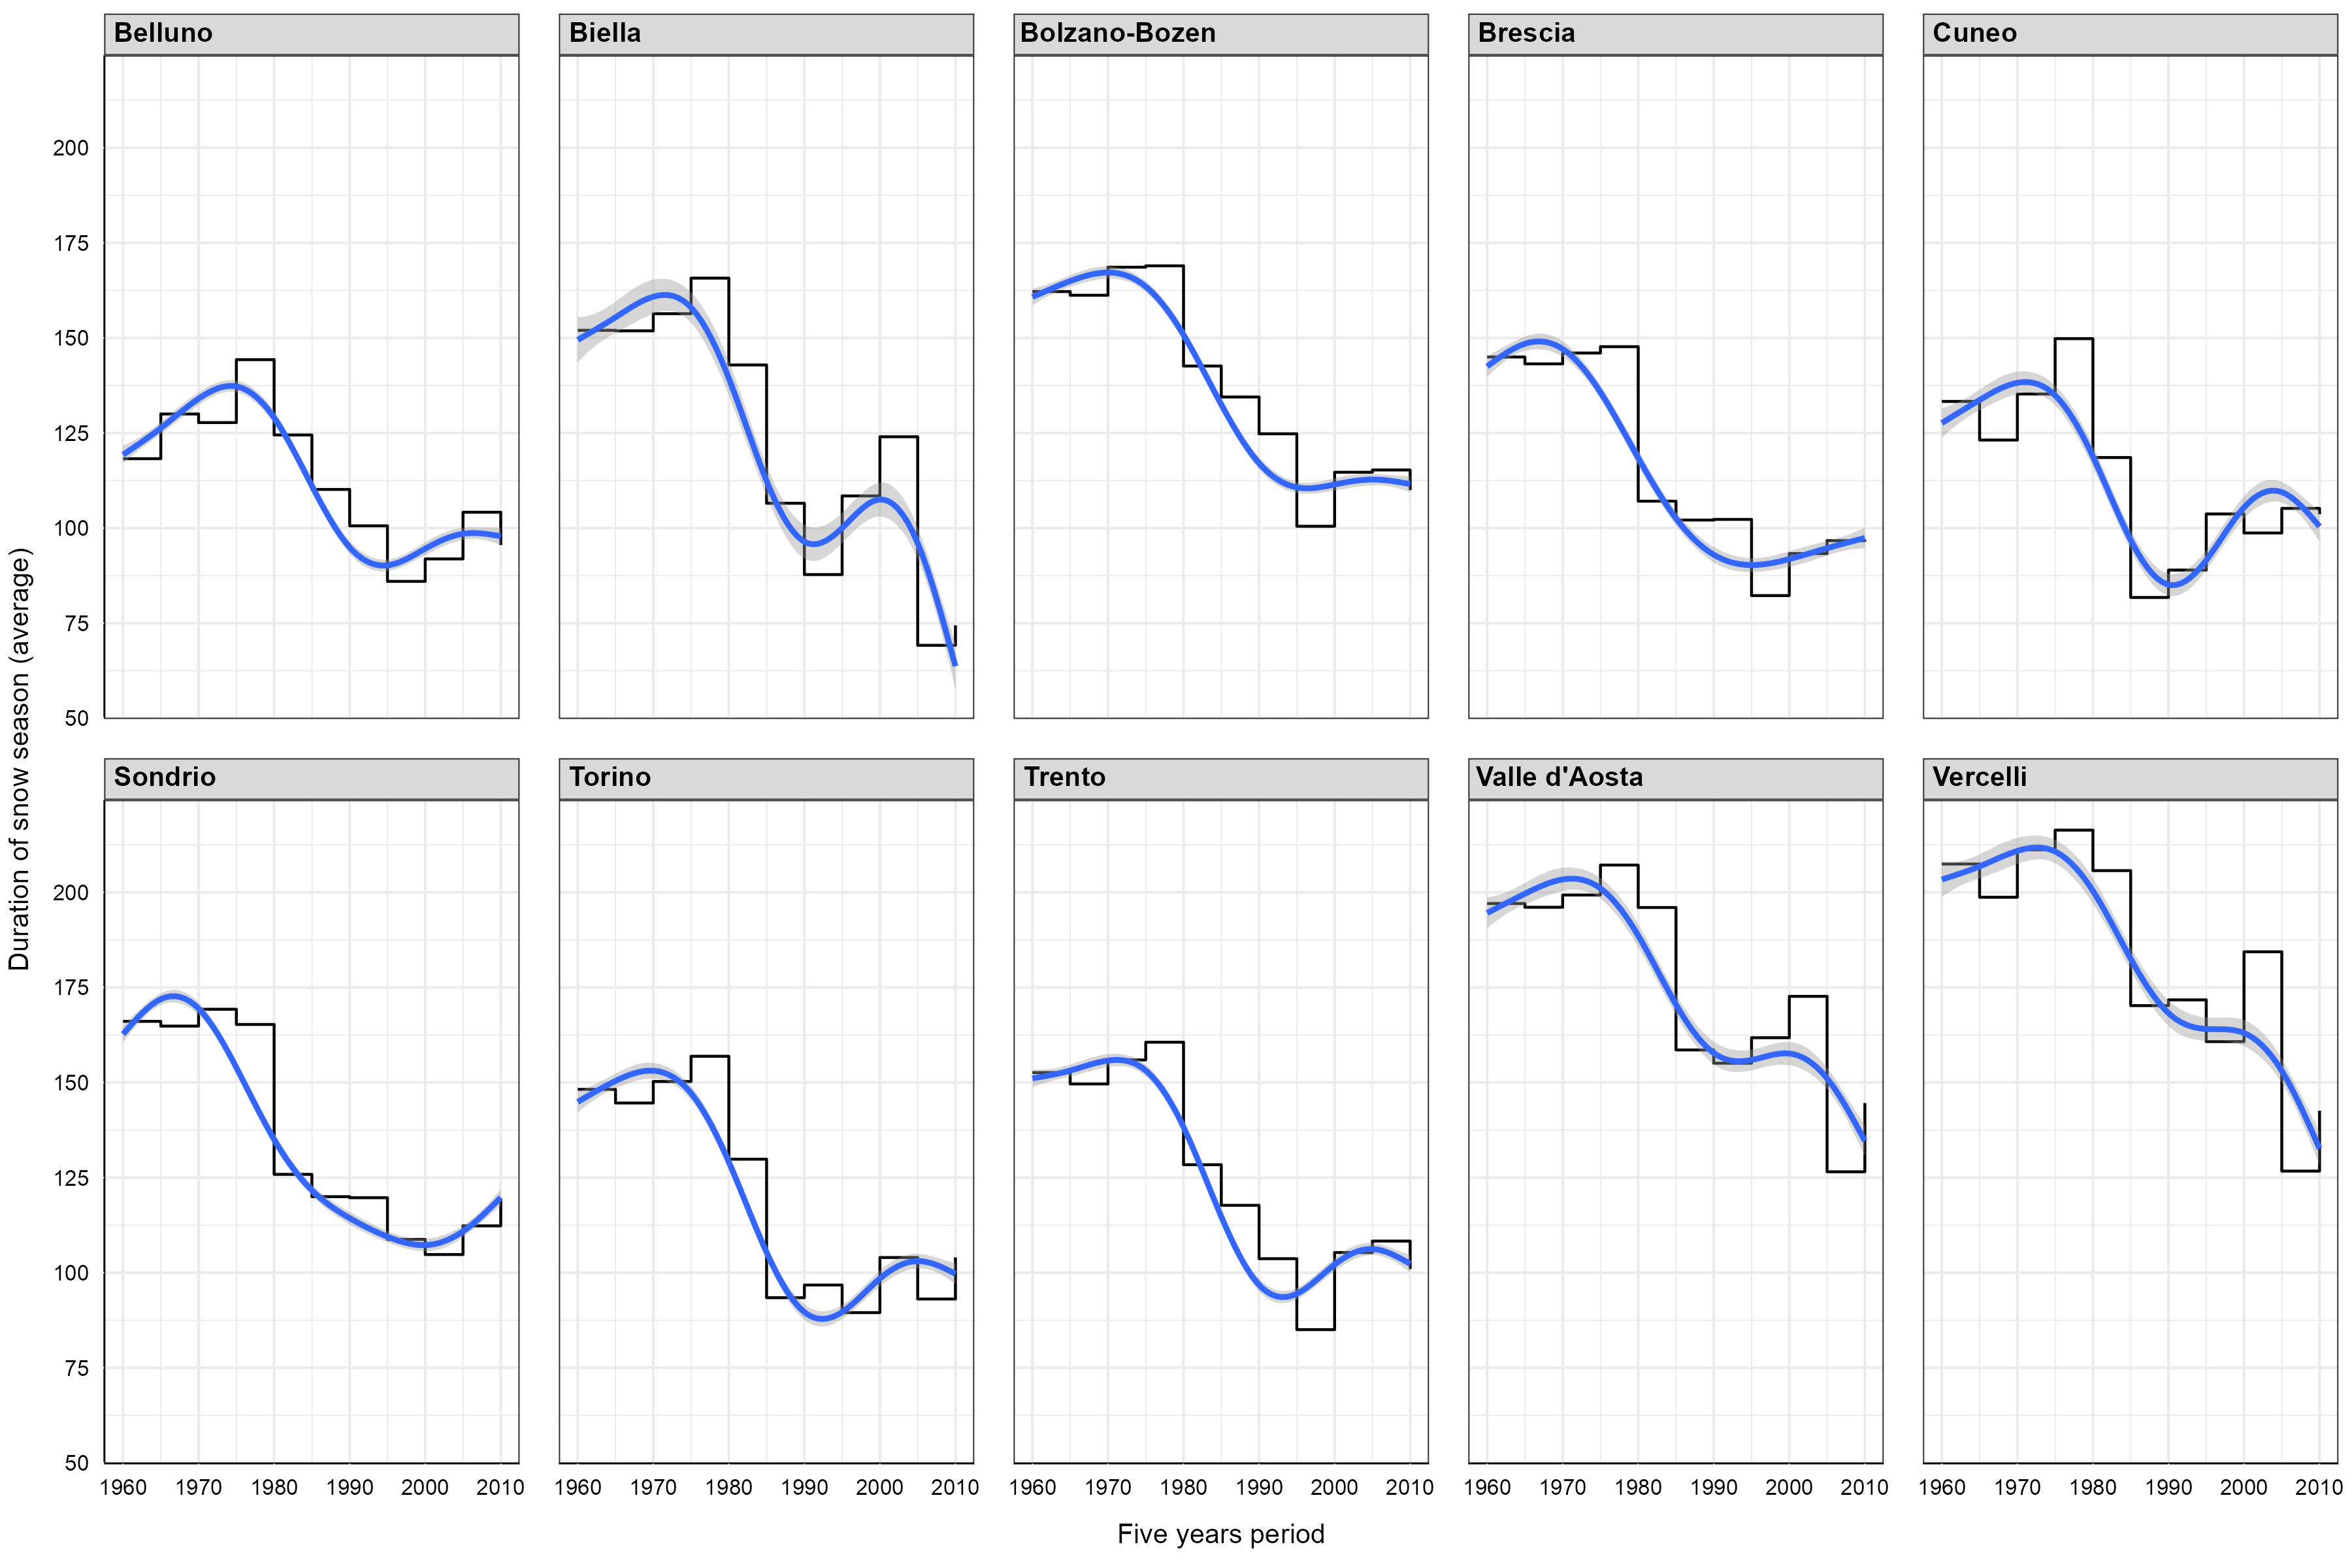 Belluno
Biella
Bolzano-Bozen
Brescia
Cuneo
200
175
150
125
100
75
50
Duration of snow season (average)
Sondrio
Torino
Trento
Valle d'Aosta
Vercelli
200
175
150
125
100
75
50
1960 1970 1980 1990 2000 2010
1960 1970 1980 1990 2000 2010
1960 1970 1980 1990 2000 2010
1960 1970 1980 1990 2000 2010
1960 1970 1980 1990 2000 2010
Five years period